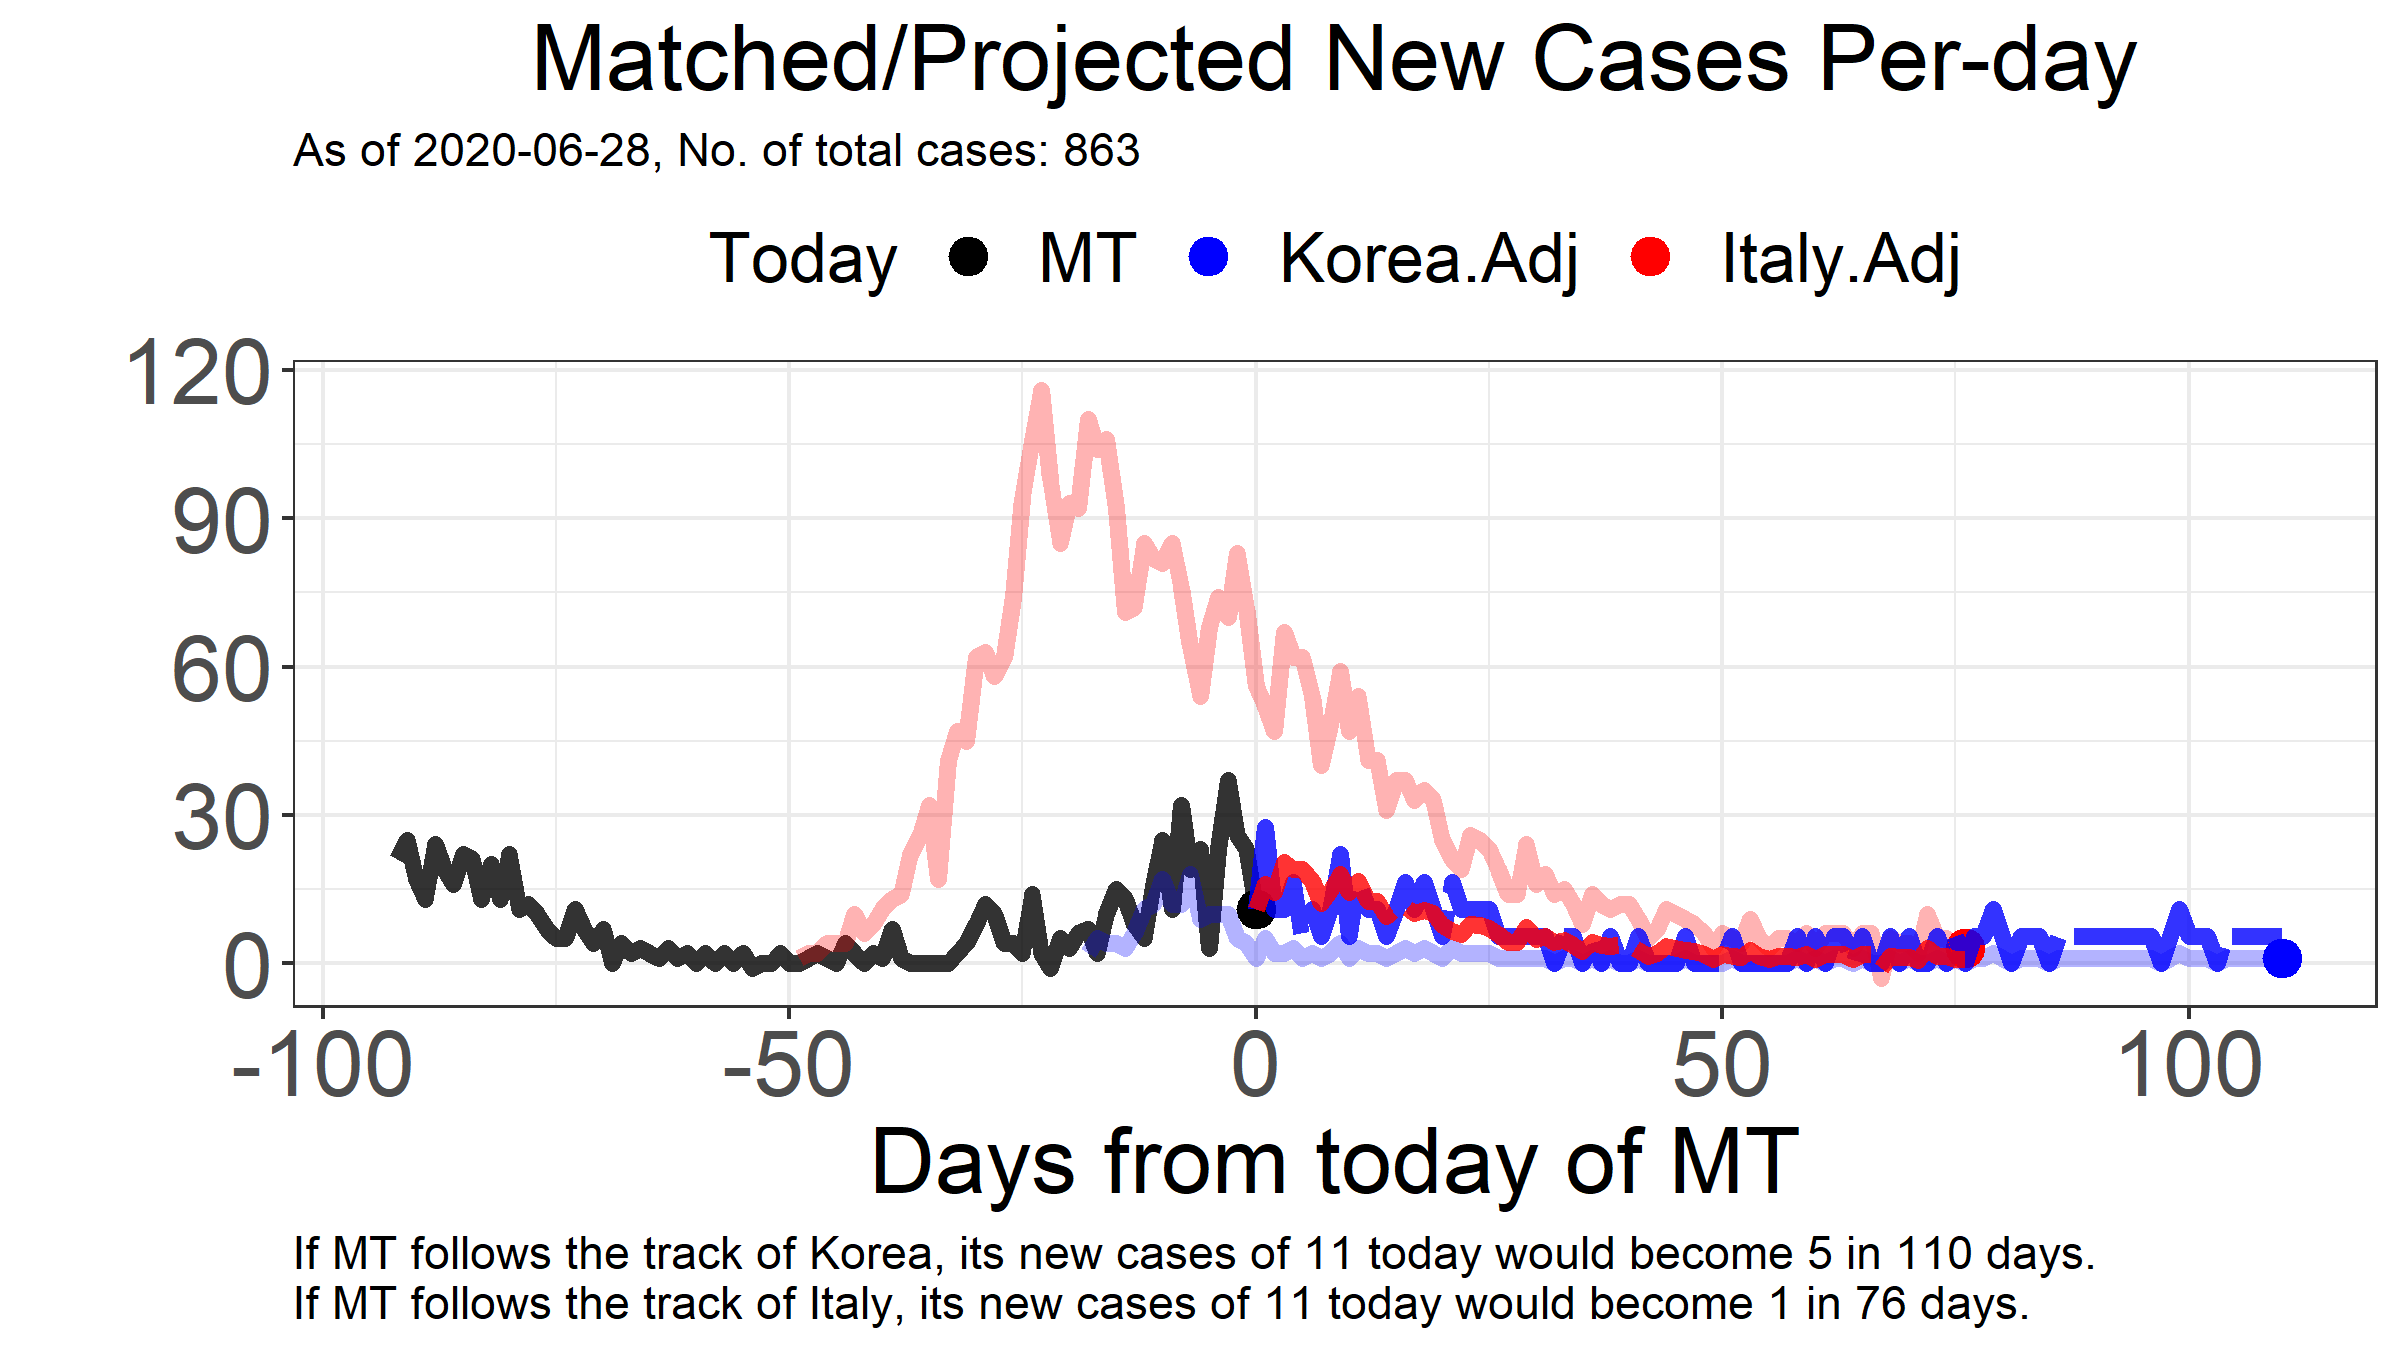 Matched/Projected New Cases Per-day
As of 2020-06-28, No. of total cases: 863
Today MT Korea.Adj Italy.Adj
120
90
60
30
0
-100 -50 0 50 100
Days from today of MT
If MT follows the track of Korea, its new cases of 11 today would become 5 in 110 days.
If MT follows the track of Italy, its new cases of 11 today would become 1 in 76 days.